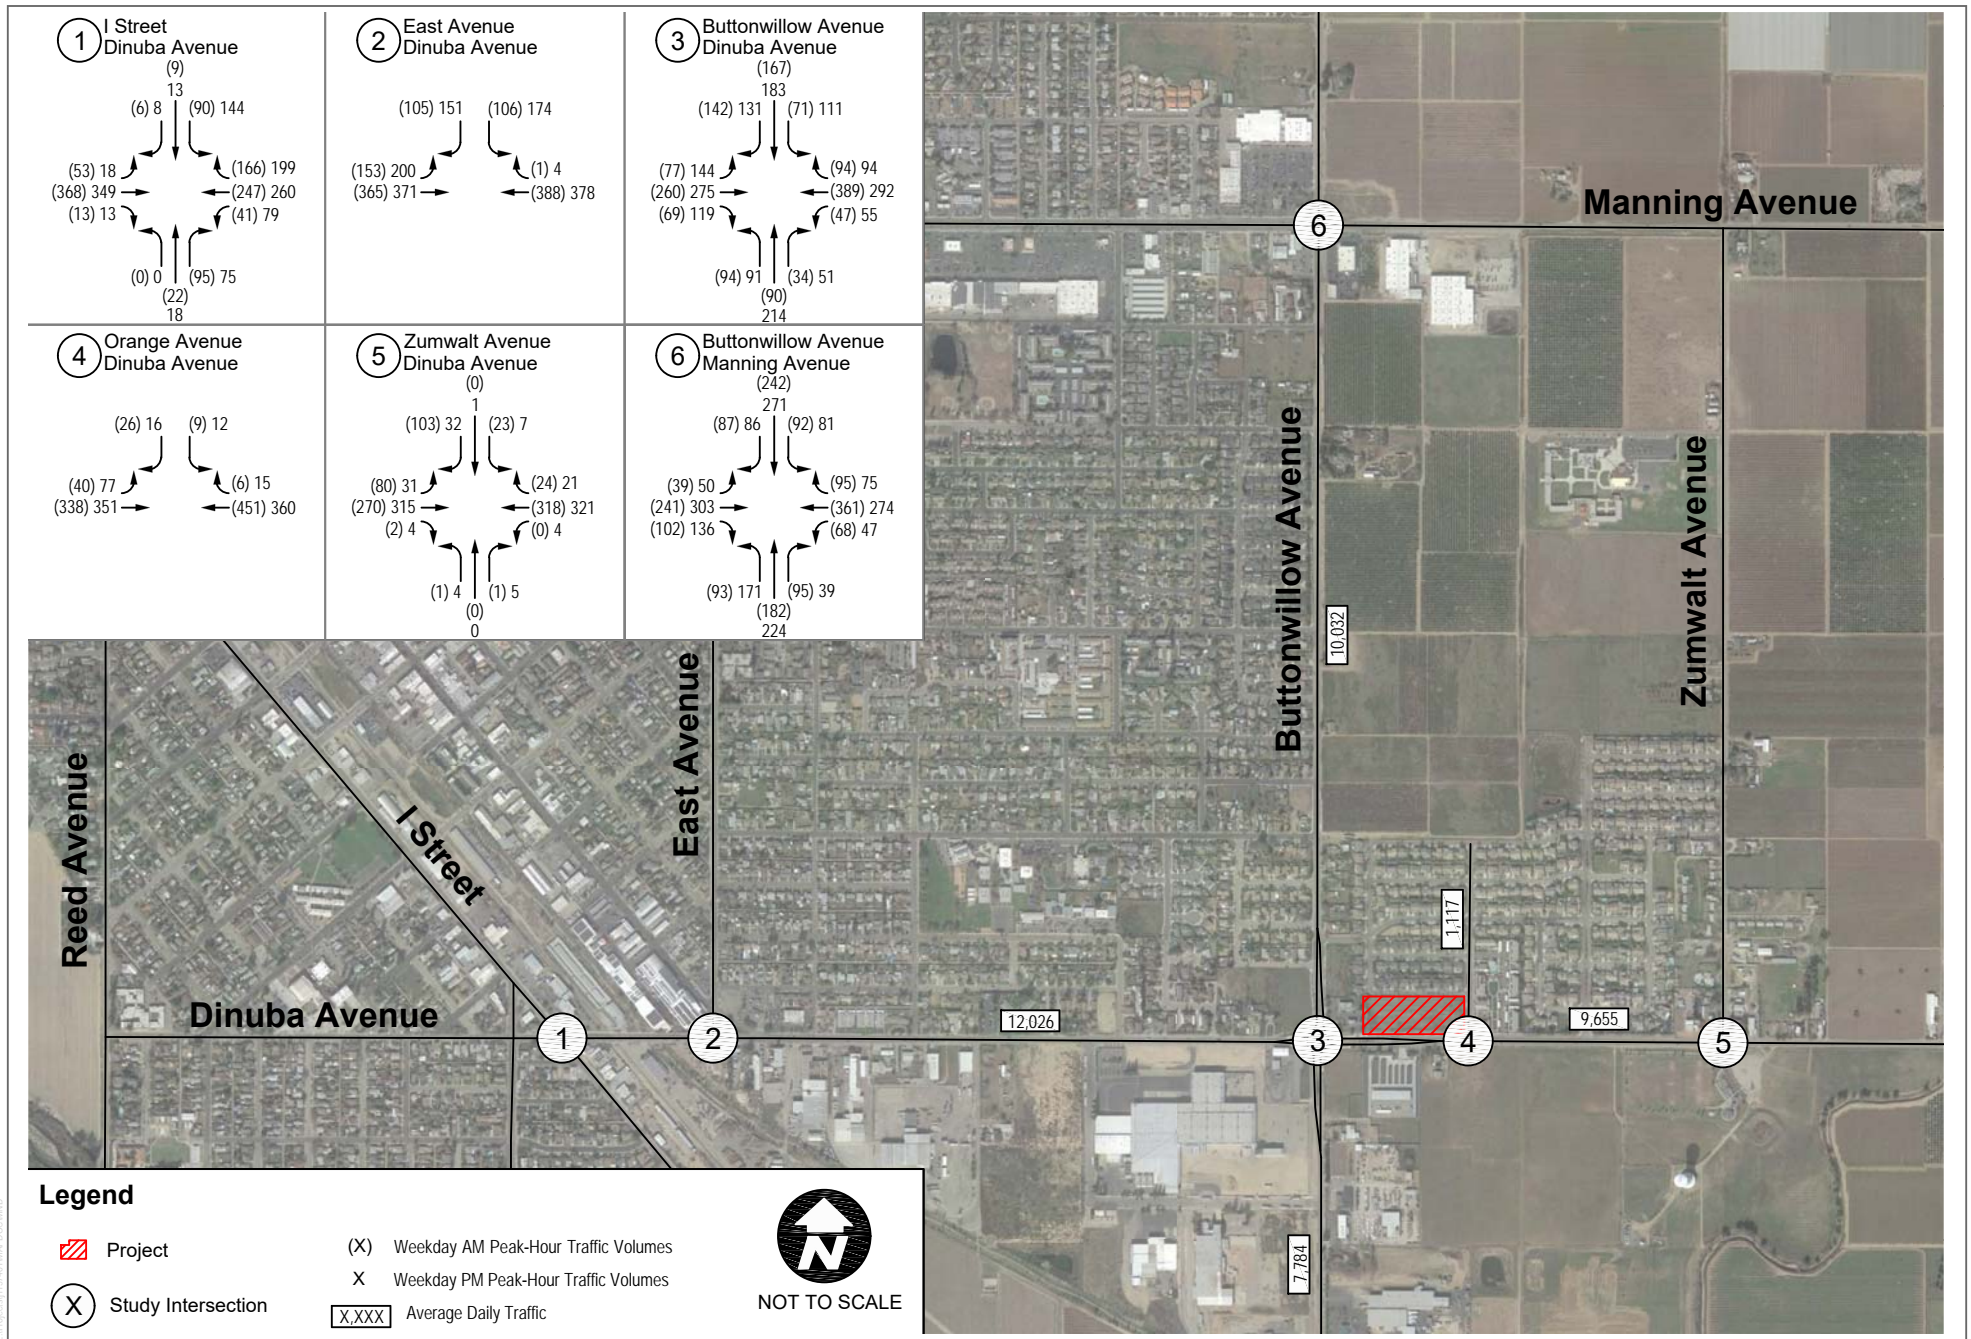 1 I Street
Dinuba Avenue
(9)
13
(6) 8 (90) 144
(53) 18 (166) 199
(368) 349 (247) 260
(13) 13 (41) 79
(0) 0 (95) 75
(22)
18
2 East Avenue
Dinuba Avenue
(105) 151 (106) 174
(153) 200 (1) 4
(365) 371 (388) 378
3 Buttonwillow Avenue
Dinuba Avenue
(167)
183
(142) 131 (71) 111
(77) 144 (94) 94
(260) 275 (389) 292
(69) 119 (47) 55
(94) 91 (34) 51
(90)
214
4 Orange Avenue
Dinuba Avenue
(26) 16 (9) 12
(40) 77 (6) 15
(338) 351 (451) 360
5 Zumwalt Avenue
Dinuba Avenue
(0)
1
(103) 32 (23) 7
(80) 31 (24) 21
(270) 315 (318) 321
(2) 4 (0) 4
(1) 4 (1) 5
(0)
0
6 Buttonwillow Avenue
Manning Avenue
(242)
271
(87) 86 (92) 81
(39) 50 (95) 75
(241) 303 (361) 274
(102) 136 (68) 47
(93) 171 (95) 39
(182)
224
Manning Avenue
6
Buttonwillow Avenue
Zumwalt Avenue
10,032
East Avenue
Reed Avenue
I Street
1,117
Dinuba Avenue
12,026
9,655
1
2
3
4
5
7,784
Legend
Project
X Study Intersection
(X) Weekday AM Peak-Hour Traffic Volumes
X Weekday PM Peak-Hour Traffic Volumes
X,XXX Average Daily Traffic
N
NOT TO SCALE